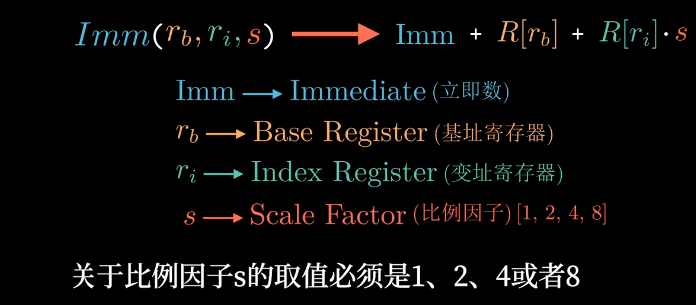 Imm(r_b, r_i, s) → Imm + R[r_b] + R[r_i]·s
Imm → Immediate (立即数)
r_b → Base Register (基址寄存器)
r_i → Index Register (变址寄存器)
s → Scale Factor (比例因子) [1, 2, 4, 8]
关于比例因子s的取值必须是1、2、4或者8